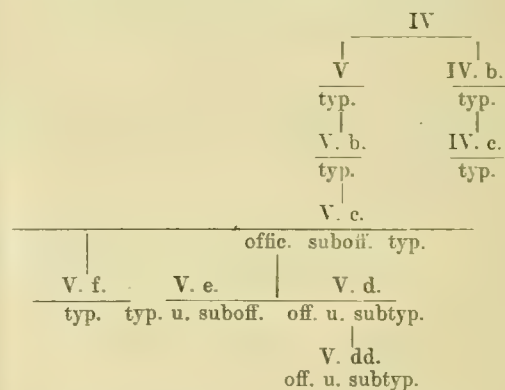 IV
V IV. b.
typ. typ.
V. b. IV. c.
typ. typ.
V. c.
offic. suboff. typ.
V. f. V. e. V. d.
typ. typ. u. suboff. off. u. subtyp.
V. dd.
off. u. subtyp.